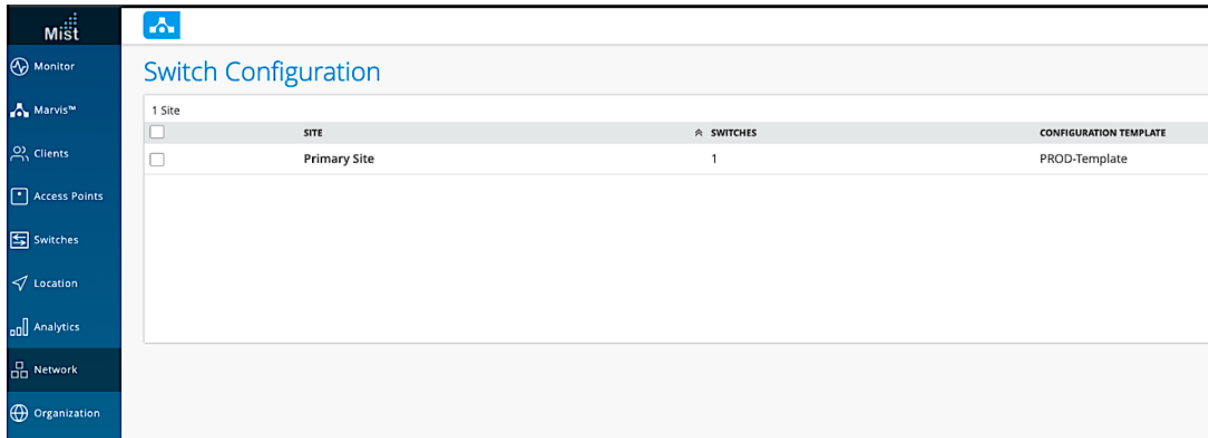 Mist
Monitor
Marvis™
Clients
Access Points
Switches
Location
Analytics
Network
Organization
Switch Configuration
1 Site
SITE SWITCHES CONFIGURATION TEMPLATE
Primary Site 1 PROD-Template